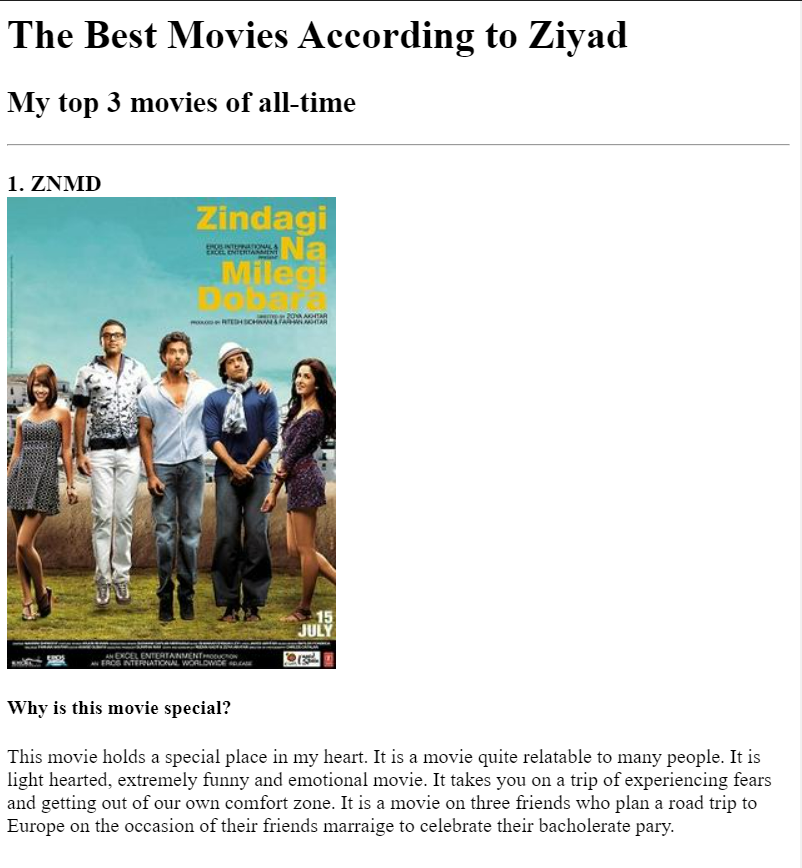 The Best Movies According to Ziyad
My top 3 movies of all-time
1. ZNMD
Zindagi
EROS INTERNATIONAL &
EXCEL ENTERTAINMENT
PRESENT
Na
Milegi
Dobara
DIRECTED BY ZOYA AKHTAR
PRODUCED BY RITESH SIDHWANI & FARHAN AKHTAR
15
JULY
AN EXCEL ENTERTAINMENT PRODUCTION
AN EROS INTERNATIONAL WORLDWIDE RELEASE
EROS
Why is this movie special?
This movie holds a special place in my heart. It is a movie quite relatable to many people. It is
light hearted, extremely funny and emotional movie. It takes you on a trip of experiencing fears
and getting out of our own comfort zone. It is a movie on three friends who plan a road trip to
Europe on the occasion of their friends marraige to celebrate their bacholerate pary.